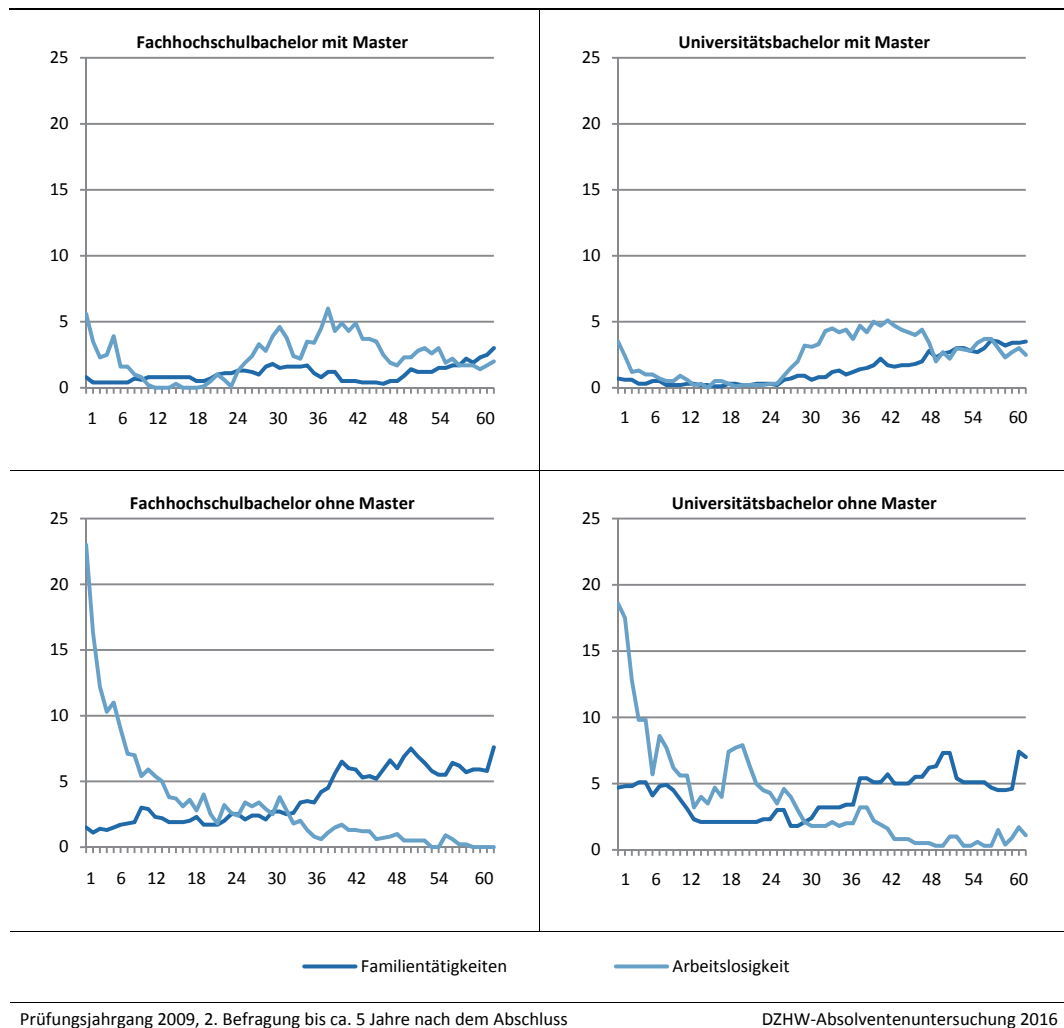 Fachhochschulbachelor mit Master
25
20
15
10
5
0
1 6 12 18 24 30 36 42 48 54 60
Universitätsbachelor mit Master
25
20
15
10
5
0
1 6 12 18 24 30 36 42 48 54 60
Fachhochschulbachelor ohne Master
25
20
15
10
5
0
1 6 12 18 24 30 36 42 48 54 60
Universitätsbachelor ohne Master
25
20
15
10
5
0
1 6 12 18 24 30 36 42 48 54 60
Familientätigkeiten Arbeitslosigkeit
Prüfungsjahrgang 2009, 2. Befragung bis ca. 5 Jahre nach dem Abschluss DZHW-Absolventenuntersuchung 2016